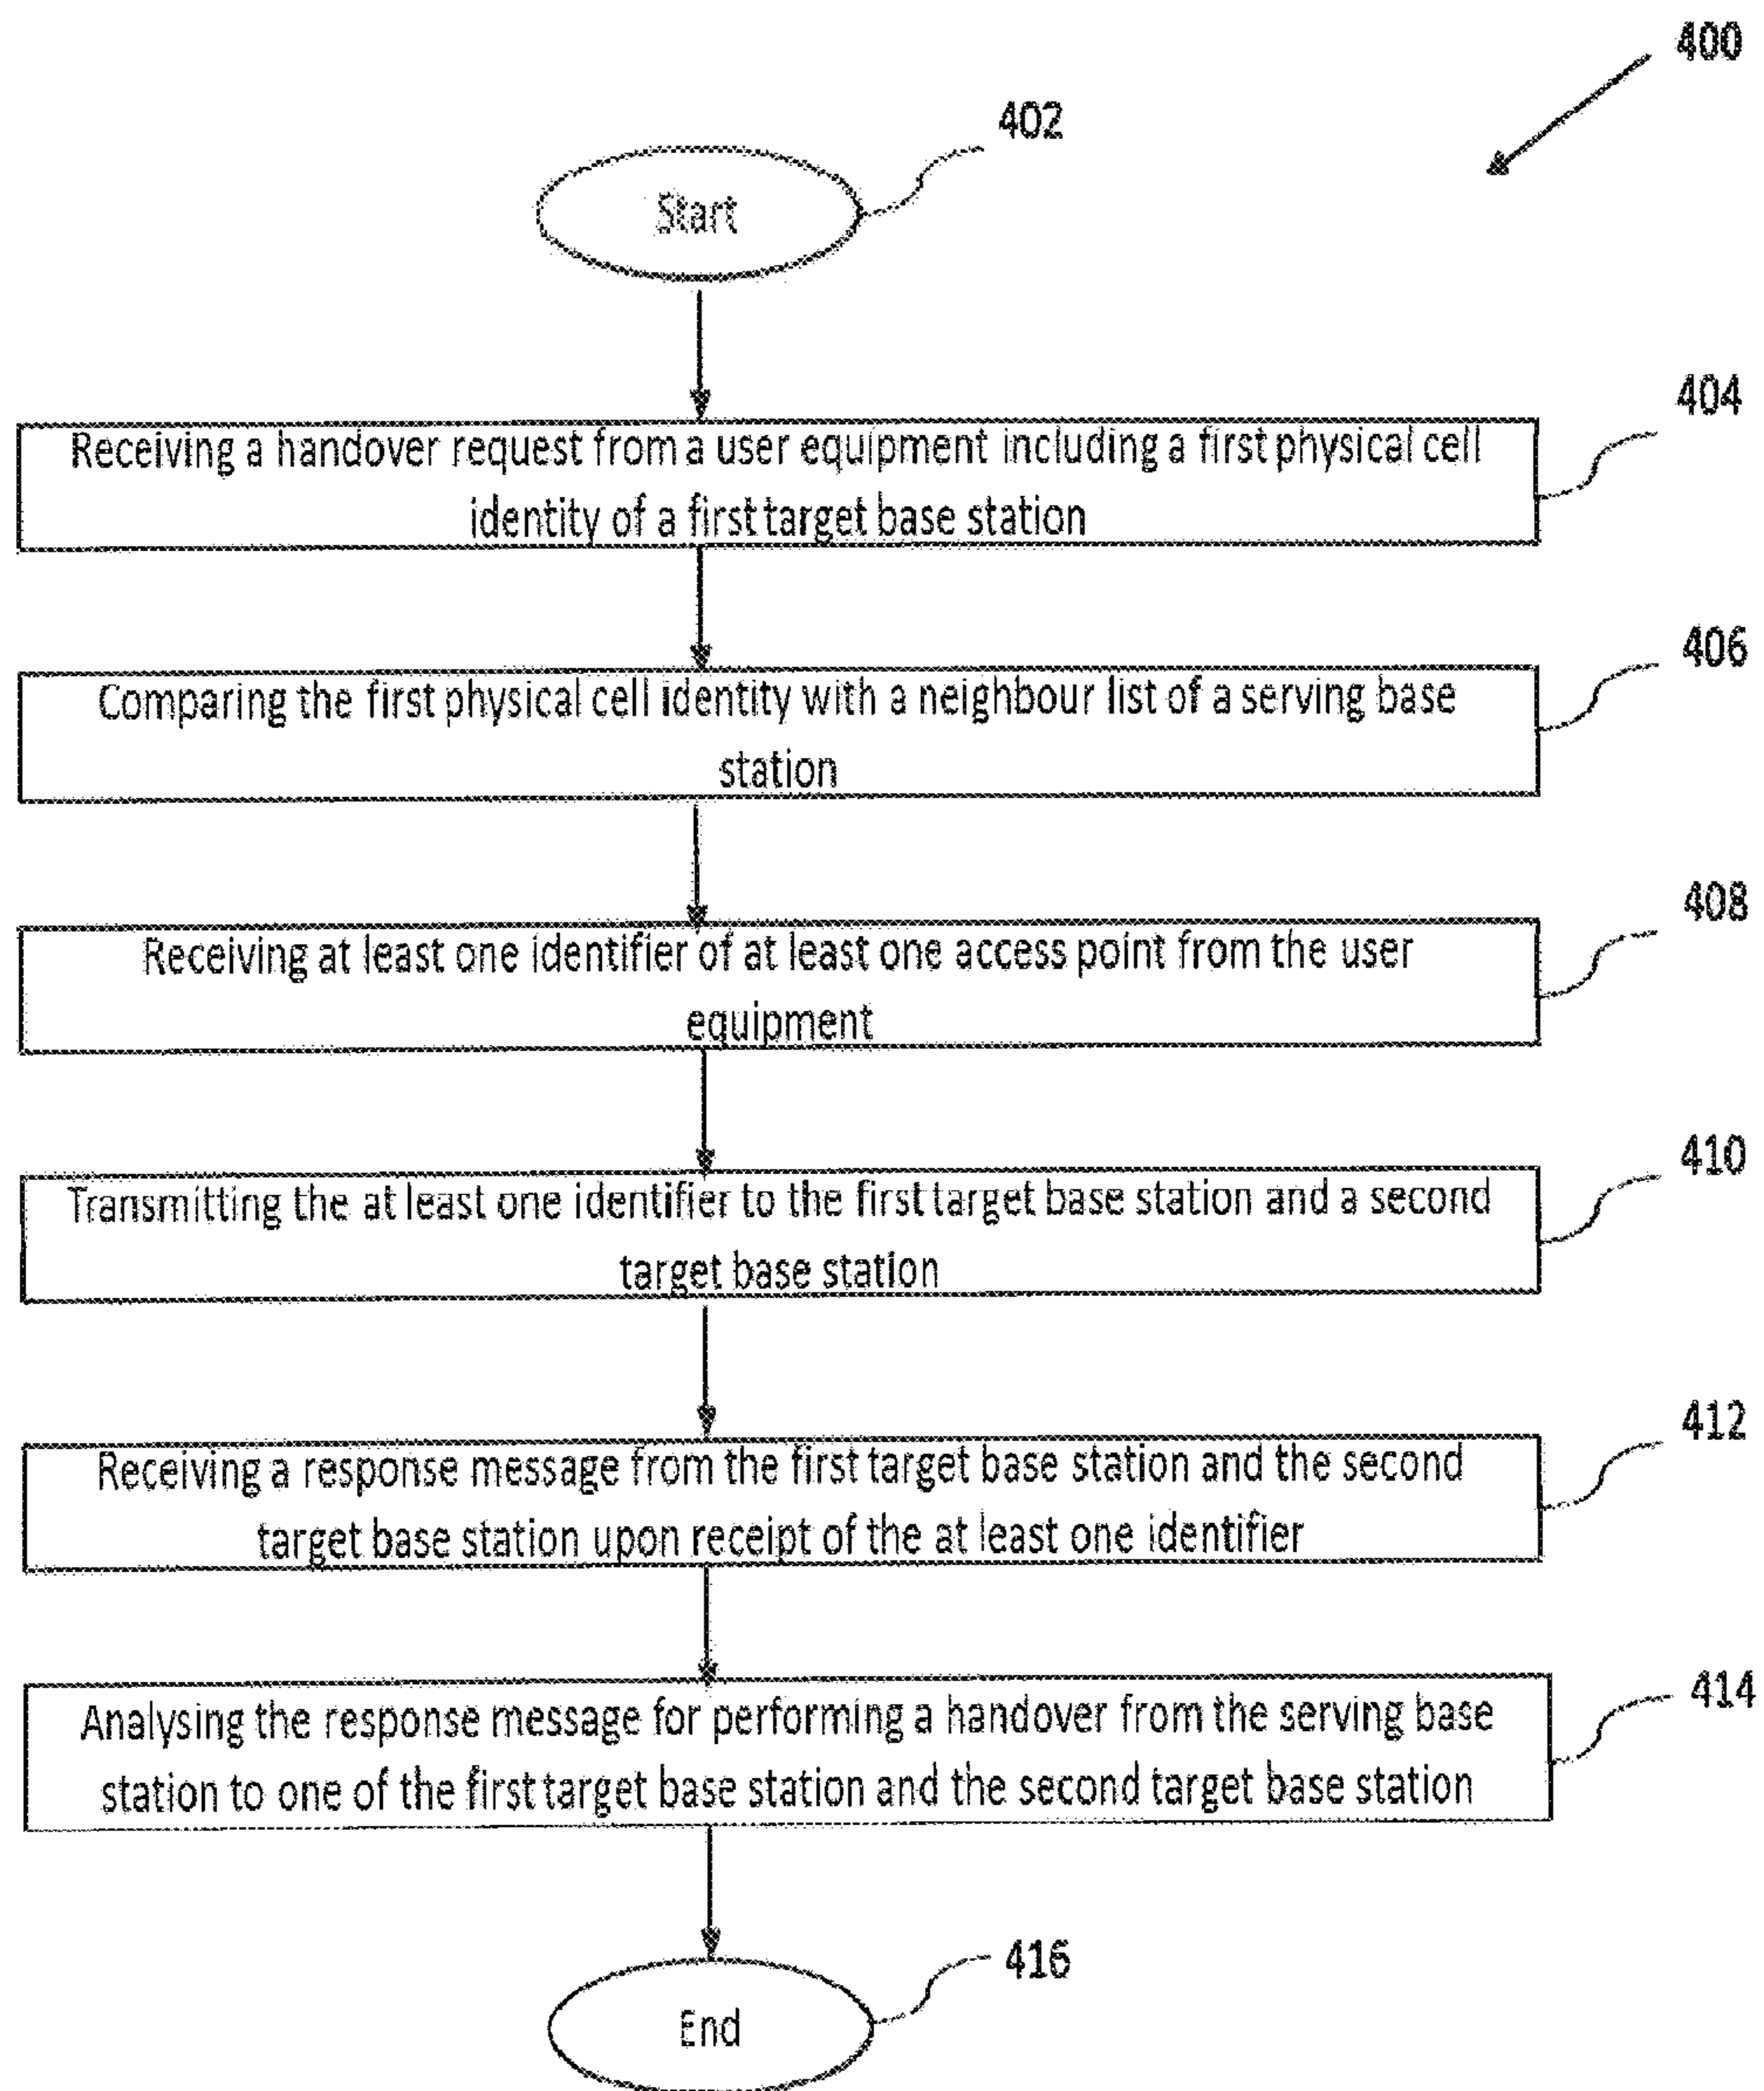 400
402
Start
404
Receiving a handover request from a user equipment including a first physical cell
identity of a first target base station
406
Comparing the first physical cell identity with a neighbour list of a serving base
station
408
Receiving at least one identifier of at least one access point from the user
equipment
410
Transmitting the at least one identifier to the first target base station and a second
target base station
412
Receiving a response message from the first target base station and the second
target base station upon receipt of the at least one identifier
414
Analysing the response message for performing a handover from the serving base
station to one of the first target base station and the second target base station
416
End